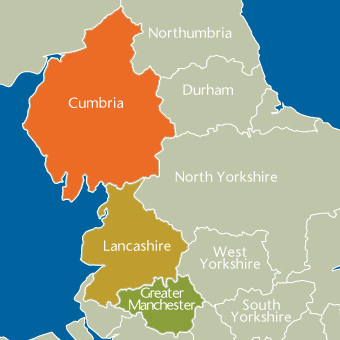 Northumbria
Durham
Cumbria
North Yorkshire
Lancashire
West
Yorkshire
Greater
Manchester
South
Yorkshire